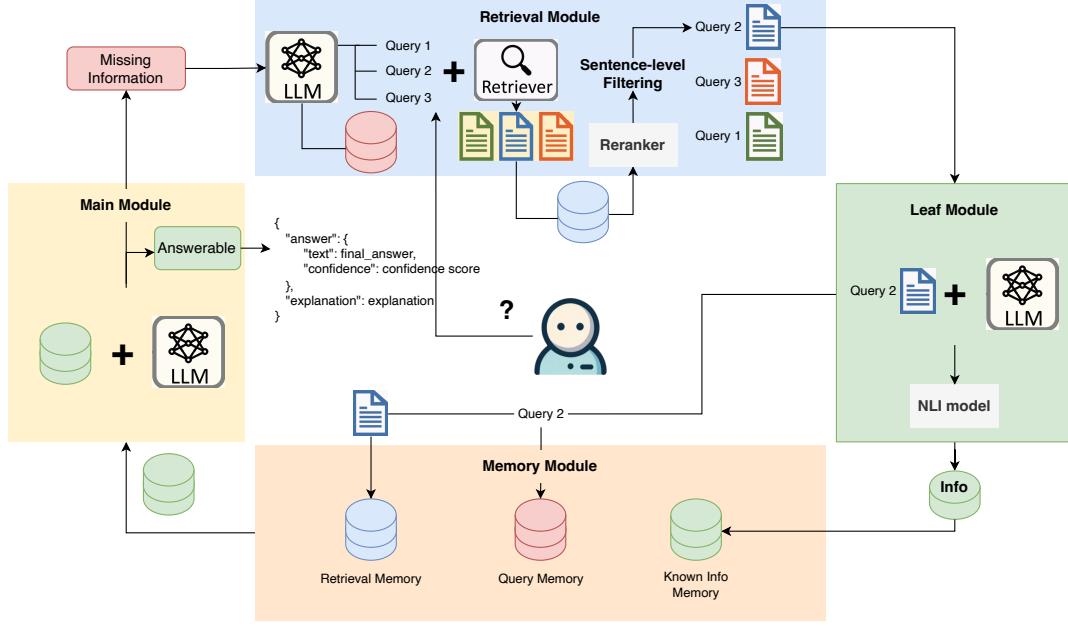 Retrieval Module
Missing
Information
LLM
Query 1
Query 2
Query 3
Retriever
Sentence-level
Filtering
Reranker
Query 2
Query 3
Query 1
Main Module
Answerable
LLM
{
"answer": {
"text": final_answer,
"confidence": confidence score
},
"explanation": explanation
}
?
Leaf Module
Query 2
LLM
NLI model
Info
Query 2
Memory Module
Retrieval Memory
Query Memory
Known Info
Memory